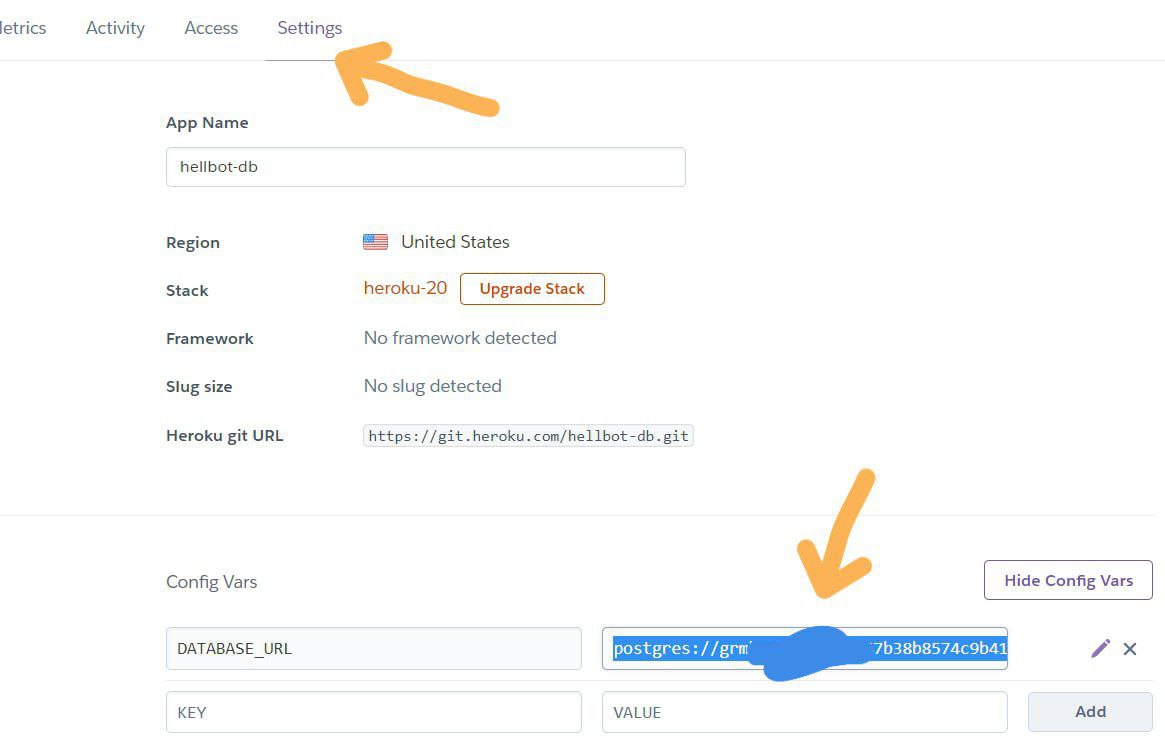 Activity Access Settings
App Name
hellbot-db
Region United States
Stack heroku-20 Upgrade Stack
Framework No framework detected
Slug size No slug detected
Heroku git URL https://git.heroku.com/hellbot-db.git
Config Vars Hide Config Vars
DATABASE_URL postgres://grm 7b38b8574c9b41
KEY VALUE Add